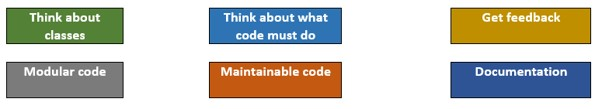 Think about
classes
Think about what
code must do
Get feedback
Modular code
Maintainable code
Documentation